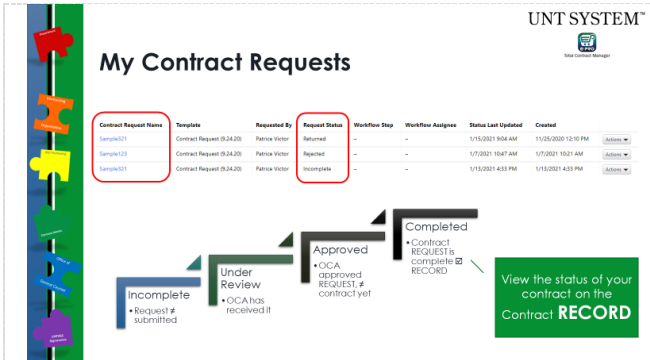 UNT SYSTEM™
Total Contract Manager
My Contract Requests
Contract Request Name Template Requested By Request Status Workflow Step Workflow Assignee Status Last Updated Created
Sample521 Contract Request (9.24.20) Patrice Victor Returned – – 1/15/2021 9:04 AM 11/25/2020 12:10 PM Actions ▼
Sample123 Contract Request (9.24.20) Patrice Victor Rejected – – 1/7/2021 10:47 AM 1/7/2021 10:21 AM Actions ▼
Sample321 Contract Request (9.24.20) Patrice Victor Incomplete – – 1/13/2021 4:33 PM 1/13/2021 4:33 PM Actions ▼
Incomplete
• Request ≠
submitted
Under
Review
• OCA has
received it
Approved
• OCA
approved
REQUEST, ≠
contract yet
Completed
• Contract
REQUEST is
complete ☑
RECORD
View the status of your
contract on the
Contract RECORD